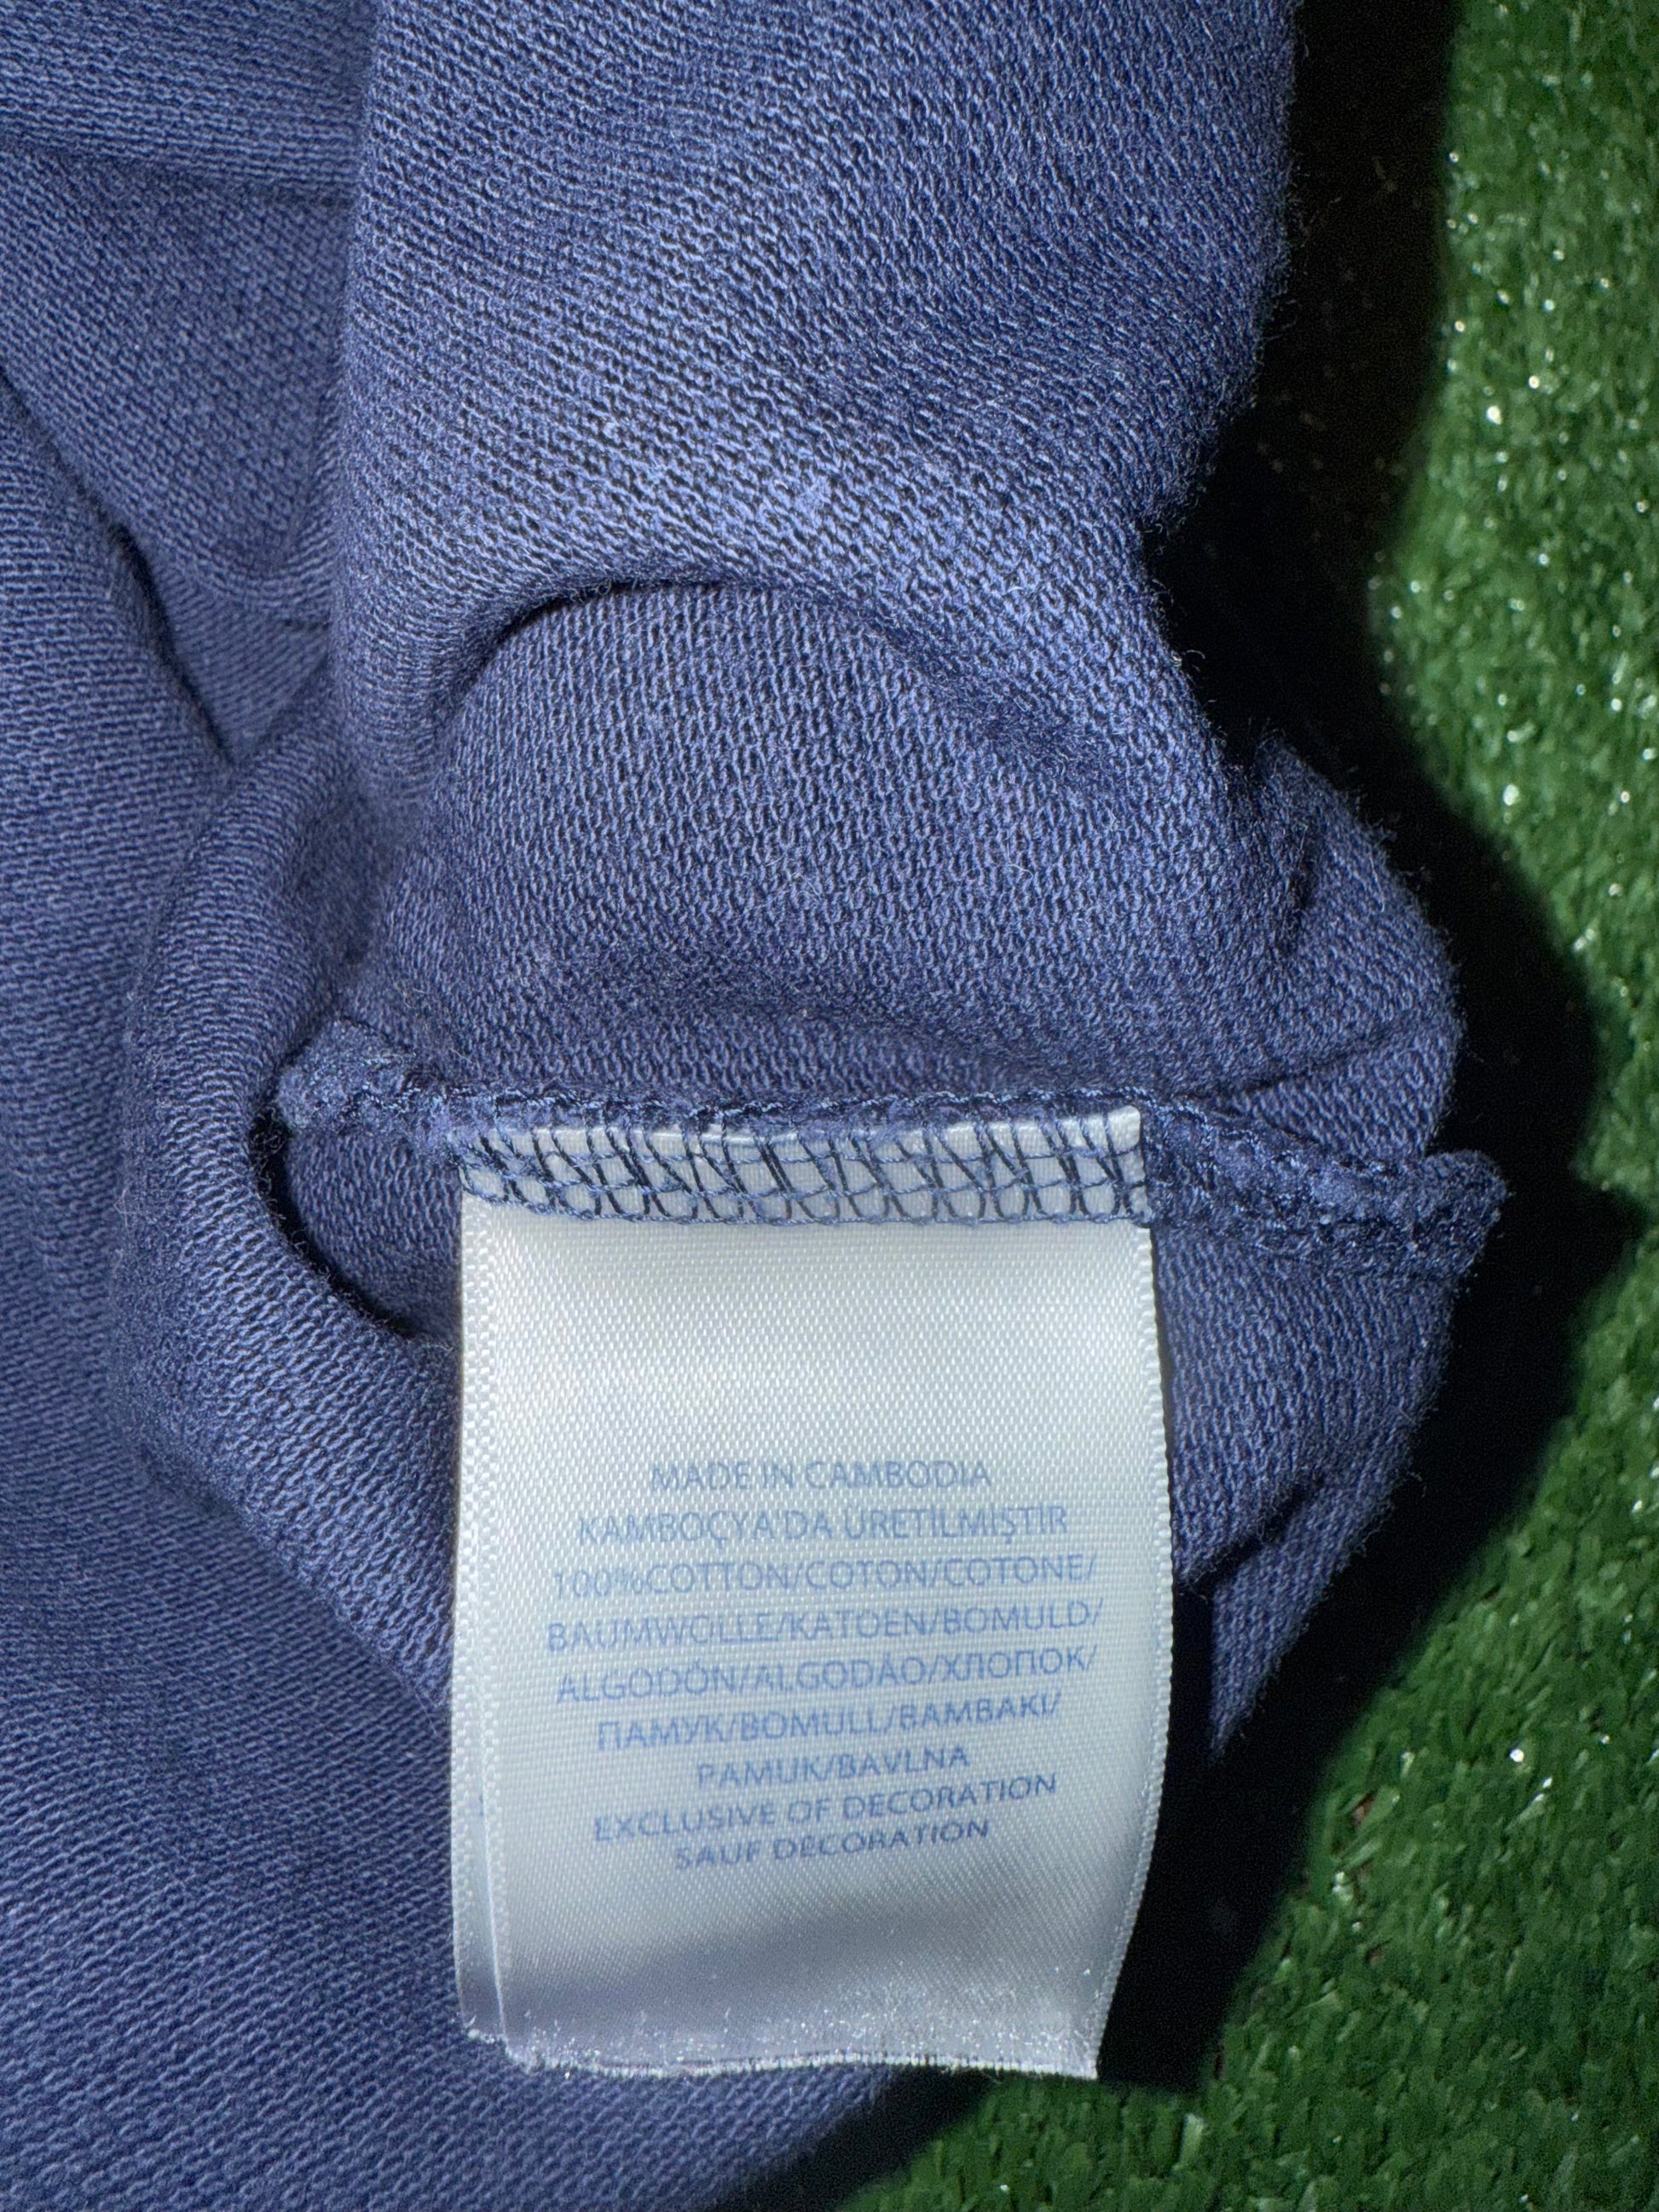 MADE IN CAMBODIA
KAMBOÇYA'DA ÜRETİLMİŞTİR
100%COTTON/COTON/COTONE/
BAUMWOLLE/KATOEN/BOMULD/
ALGODÓN/ALGODÃO/ХЛОПОК/
ПАМУК/BOMULL/BAMBAKI/
PAMUK/BAVLNA
EXCLUSIVE OF DECORATION
SAUF DÉCORATION